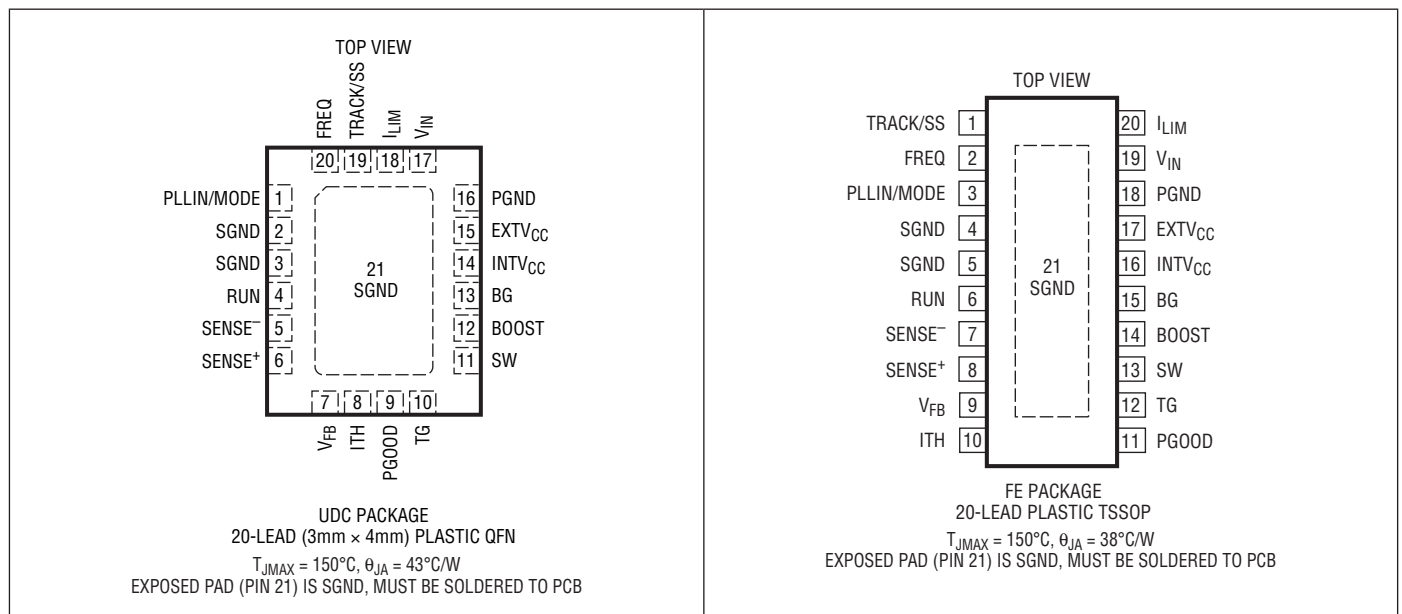 TOP VIEW
FREQ
TRACK/SS
ILIM
VIN
20 19 18 17
PLLIN/MODE 1
SGND 2
SGND 3
RUN 4
SENSE– 5
SENSE+ 6
16 PGND
15 EXTVCC
14 INTVCC
13 BG
12 BOOST
11 SW
21
SGND
7 8 9 10
VFB
ITH
PGOOD
TG
UDC PACKAGE
20-LEAD (3mm × 4mm) PLASTIC QFN
TJMAX = 150°C, θJA = 43°C/W
EXPOSED PAD (PIN 21) IS SGND, MUST BE SOLDERED TO PCB
TOP VIEW
TRACK/SS 1
FREQ 2
PLLIN/MODE 3
SGND 4
SGND 5
RUN 6
SENSE– 7
SENSE+ 8
VFB 9
ITH 10
21
SGND
20 ILIM
19 VIN
18 PGND
17 EXTVCC
16 INTVCC
15 BG
14 BOOST
13 SW
12 TG
11 PGOOD
FE PACKAGE
20-LEAD PLASTIC TSSOP
TJMAX = 150°C, θJA = 38°C/W
EXPOSED PAD (PIN 21) IS SGND, MUST BE SOLDERED TO PCB